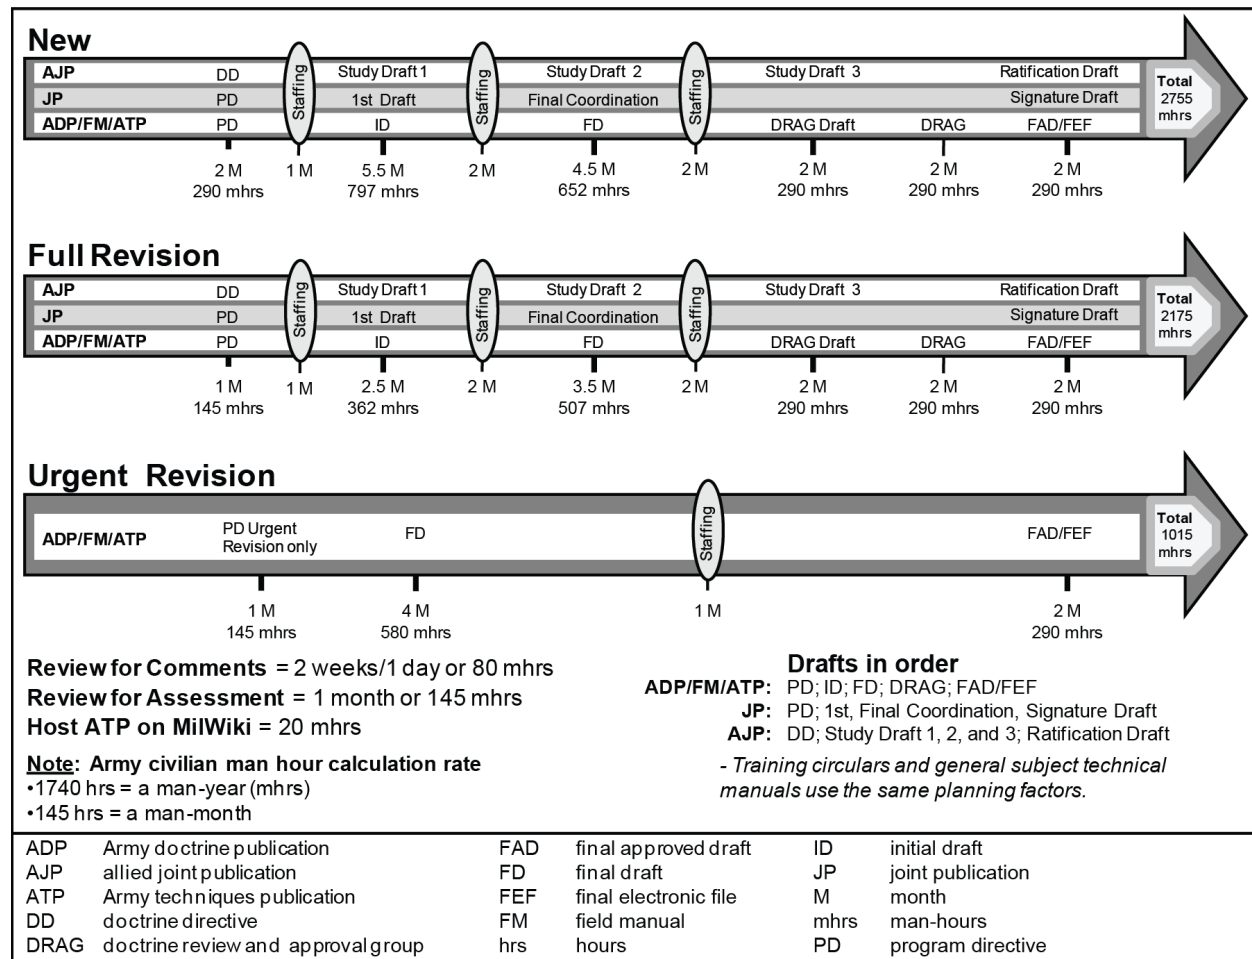 New
AJP DD Study Draft 1 Study Draft 2 Study Draft 3 Ratification Draft
JP PD 1st Draft Final Coordination Signature Draft
ADP/FM/ATP PD ID FD DRAG Draft DRAG FAD/FEF
Staffing Staffing Staffing
Total
2755
mhrs
2 M 1 M 5.5 M 2 M 4.5 M 2 M 2 M 2 M 2 M
290 mhrs 797 mhrs 652 mhrs 290 mhrs 290 mhrs 290 mhrs
Full Revision
AJP DD Study Draft 1 Study Draft 2 Study Draft 3 Ratification Draft
JP PD 1st Draft Final Coordination Signature Draft
ADP/FM/ATP PD ID FD DRAG Draft DRAG FAD/FEF
Staffing Staffing Staffing
Total
2175
mhrs
1 M 1 M 2.5 M 2 M 3.5 M 2 M 2 M 2 M 2 M
145 mhrs 362 mhrs 507 mhrs 290 mhrs 290 mhrs 290 mhrs
Urgent Revision
ADP/FM/ATP PD Urgent FD FAD/FEF
Revision only
Staffing
Total
1015
mhrs
1 M 4 M 1 M 2 M
145 mhrs 580 mhrs 290 mhrs
Review for Comments = 2 weeks/1 day or 80 mhrs
Review for Assessment = 1 month or 145 mhrs
Host ATP on MilWiki = 20 mhrs
Note: Army civilian man hour calculation rate
•1740 hrs = a man-year (mhrs)
•145 hrs = a man-month
Drafts in order
ADP/FM/ATP: PD; ID; FD; DRAG; FAD/FEF
JP: PD; 1st, Final Coordination, Signature Draft
AJP: DD; Study Draft 1, 2, and 3; Ratification Draft
- Training circulars and general subject technical
manuals use the same planning factors.
ADP Army doctrine publication FAD final approved draft ID initial draft
AJP allied joint publication FD final draft JP joint publication
ATP Army techniques publication FEF final electronic file M month
DD doctrine directive FM field manual mhrs man-hours
DRAG doctrine review and approval group hrs hours PD program directive